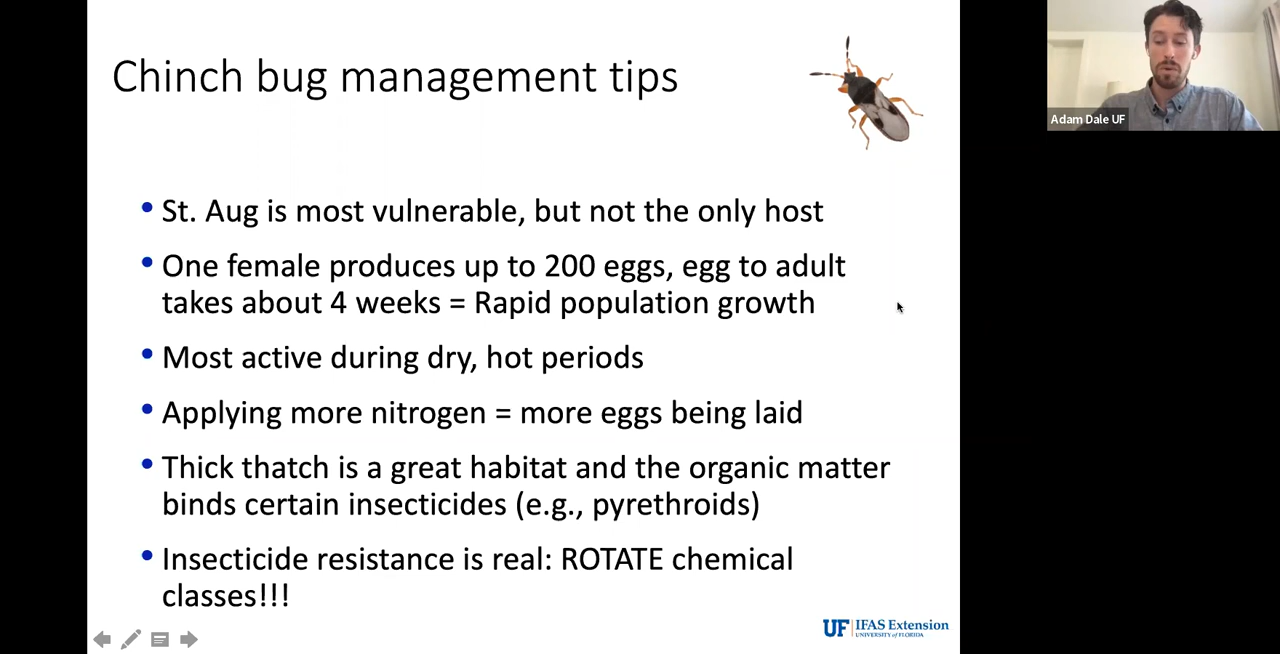 Chinch bug management tips
Adam Dale UF
• St. Aug is most vulnerable, but not the only host
• One female produces up to 200 eggs, egg to adult
takes about 4 weeks = Rapid population growth
• Most active during dry, hot periods
• Applying more nitrogen = more eggs being laid
• Thick thatch is a great habitat and the organic matter
binds certain insecticides (e.g., pyrethroids)
• Insecticide resistance is real: ROTATE chemical
classes!!!
UF IFAS Extension
UNIVERSITY of FLORIDA